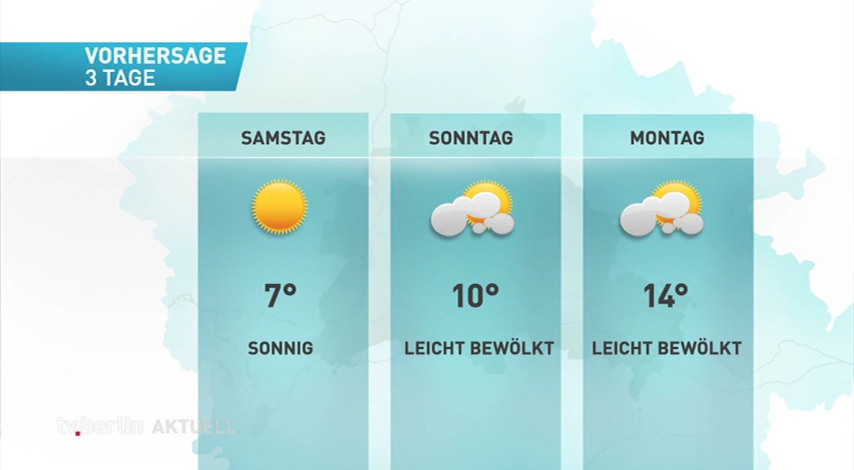 VORHERSAGE
3 TAGE
SAMSTAG
SONNTAG
MONTAG
7°
10°
14°
SONNIG
LEICHT BEWÖLKT
LEICHT BEWÖLKT
tv.berlin AKTUELL